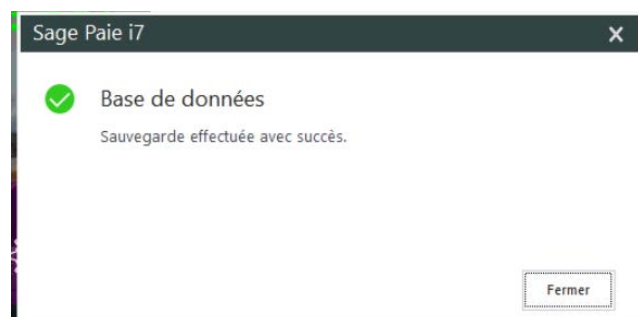 Sage Paie i7
Base de données
Sauvegarde effectuée avec succès.
Fermer